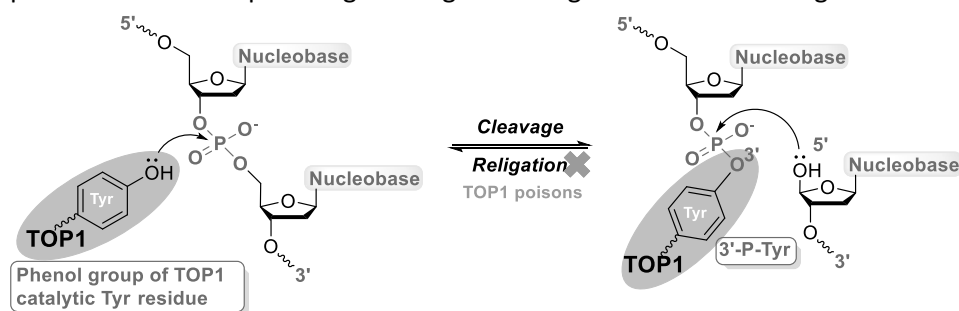 5'
O
Nucleobase
O
O
O-
P
O
O
OH
Tyr
TOP1
Nucleobase
O
O
3'
Phenol group of TOP1
catalytic Tyr residue
Cleavage
Religation
TOP1 poisons
5'
O
Nucleobase
O
O
O-
P
O
O
3'
5'
OH
Nucleobase
O
Tyr
O
TOP1
3'-P-Tyr
3'